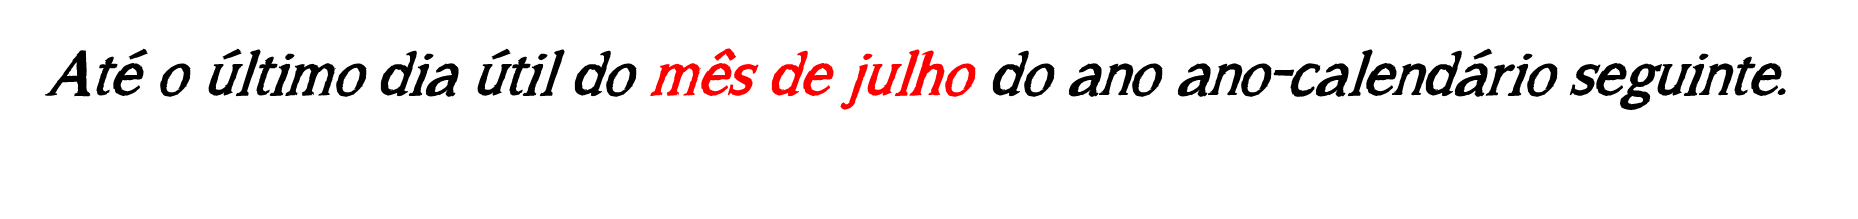 Até o último dia útil do mês de julho do ano ano-calendário seguinte.